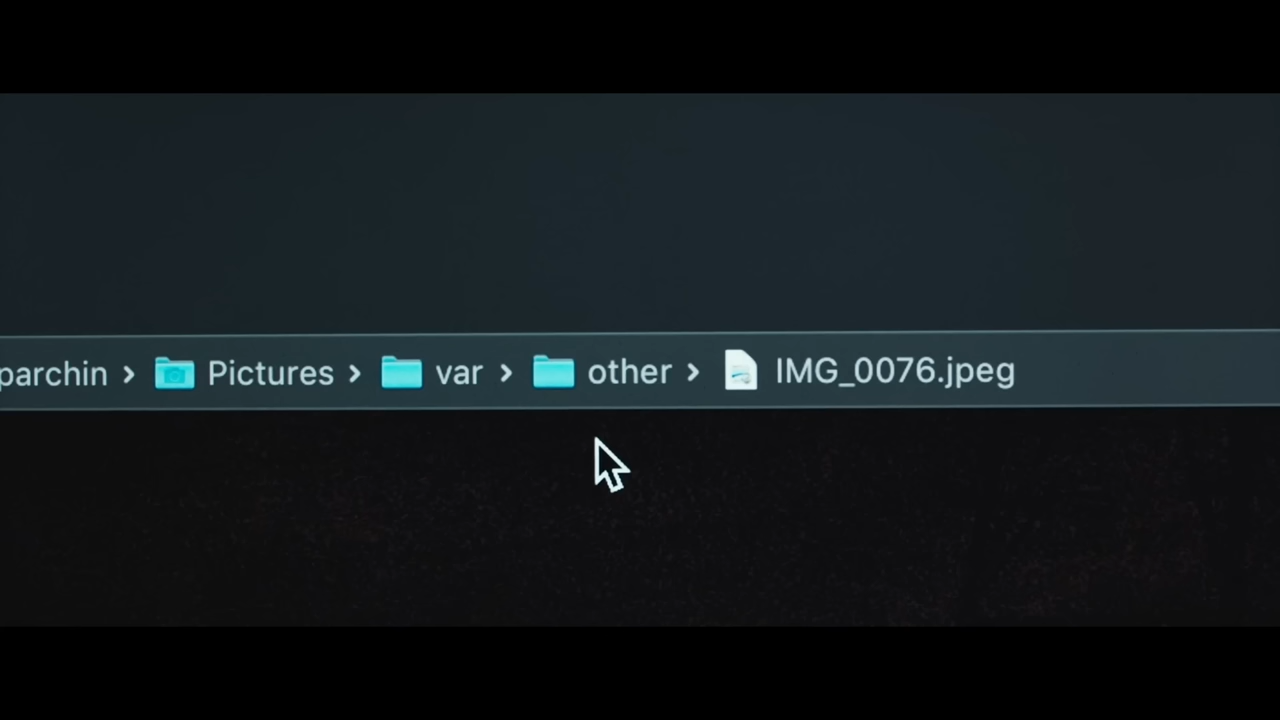 parchin › Pictures › var › other › IMG_0076.jpeg